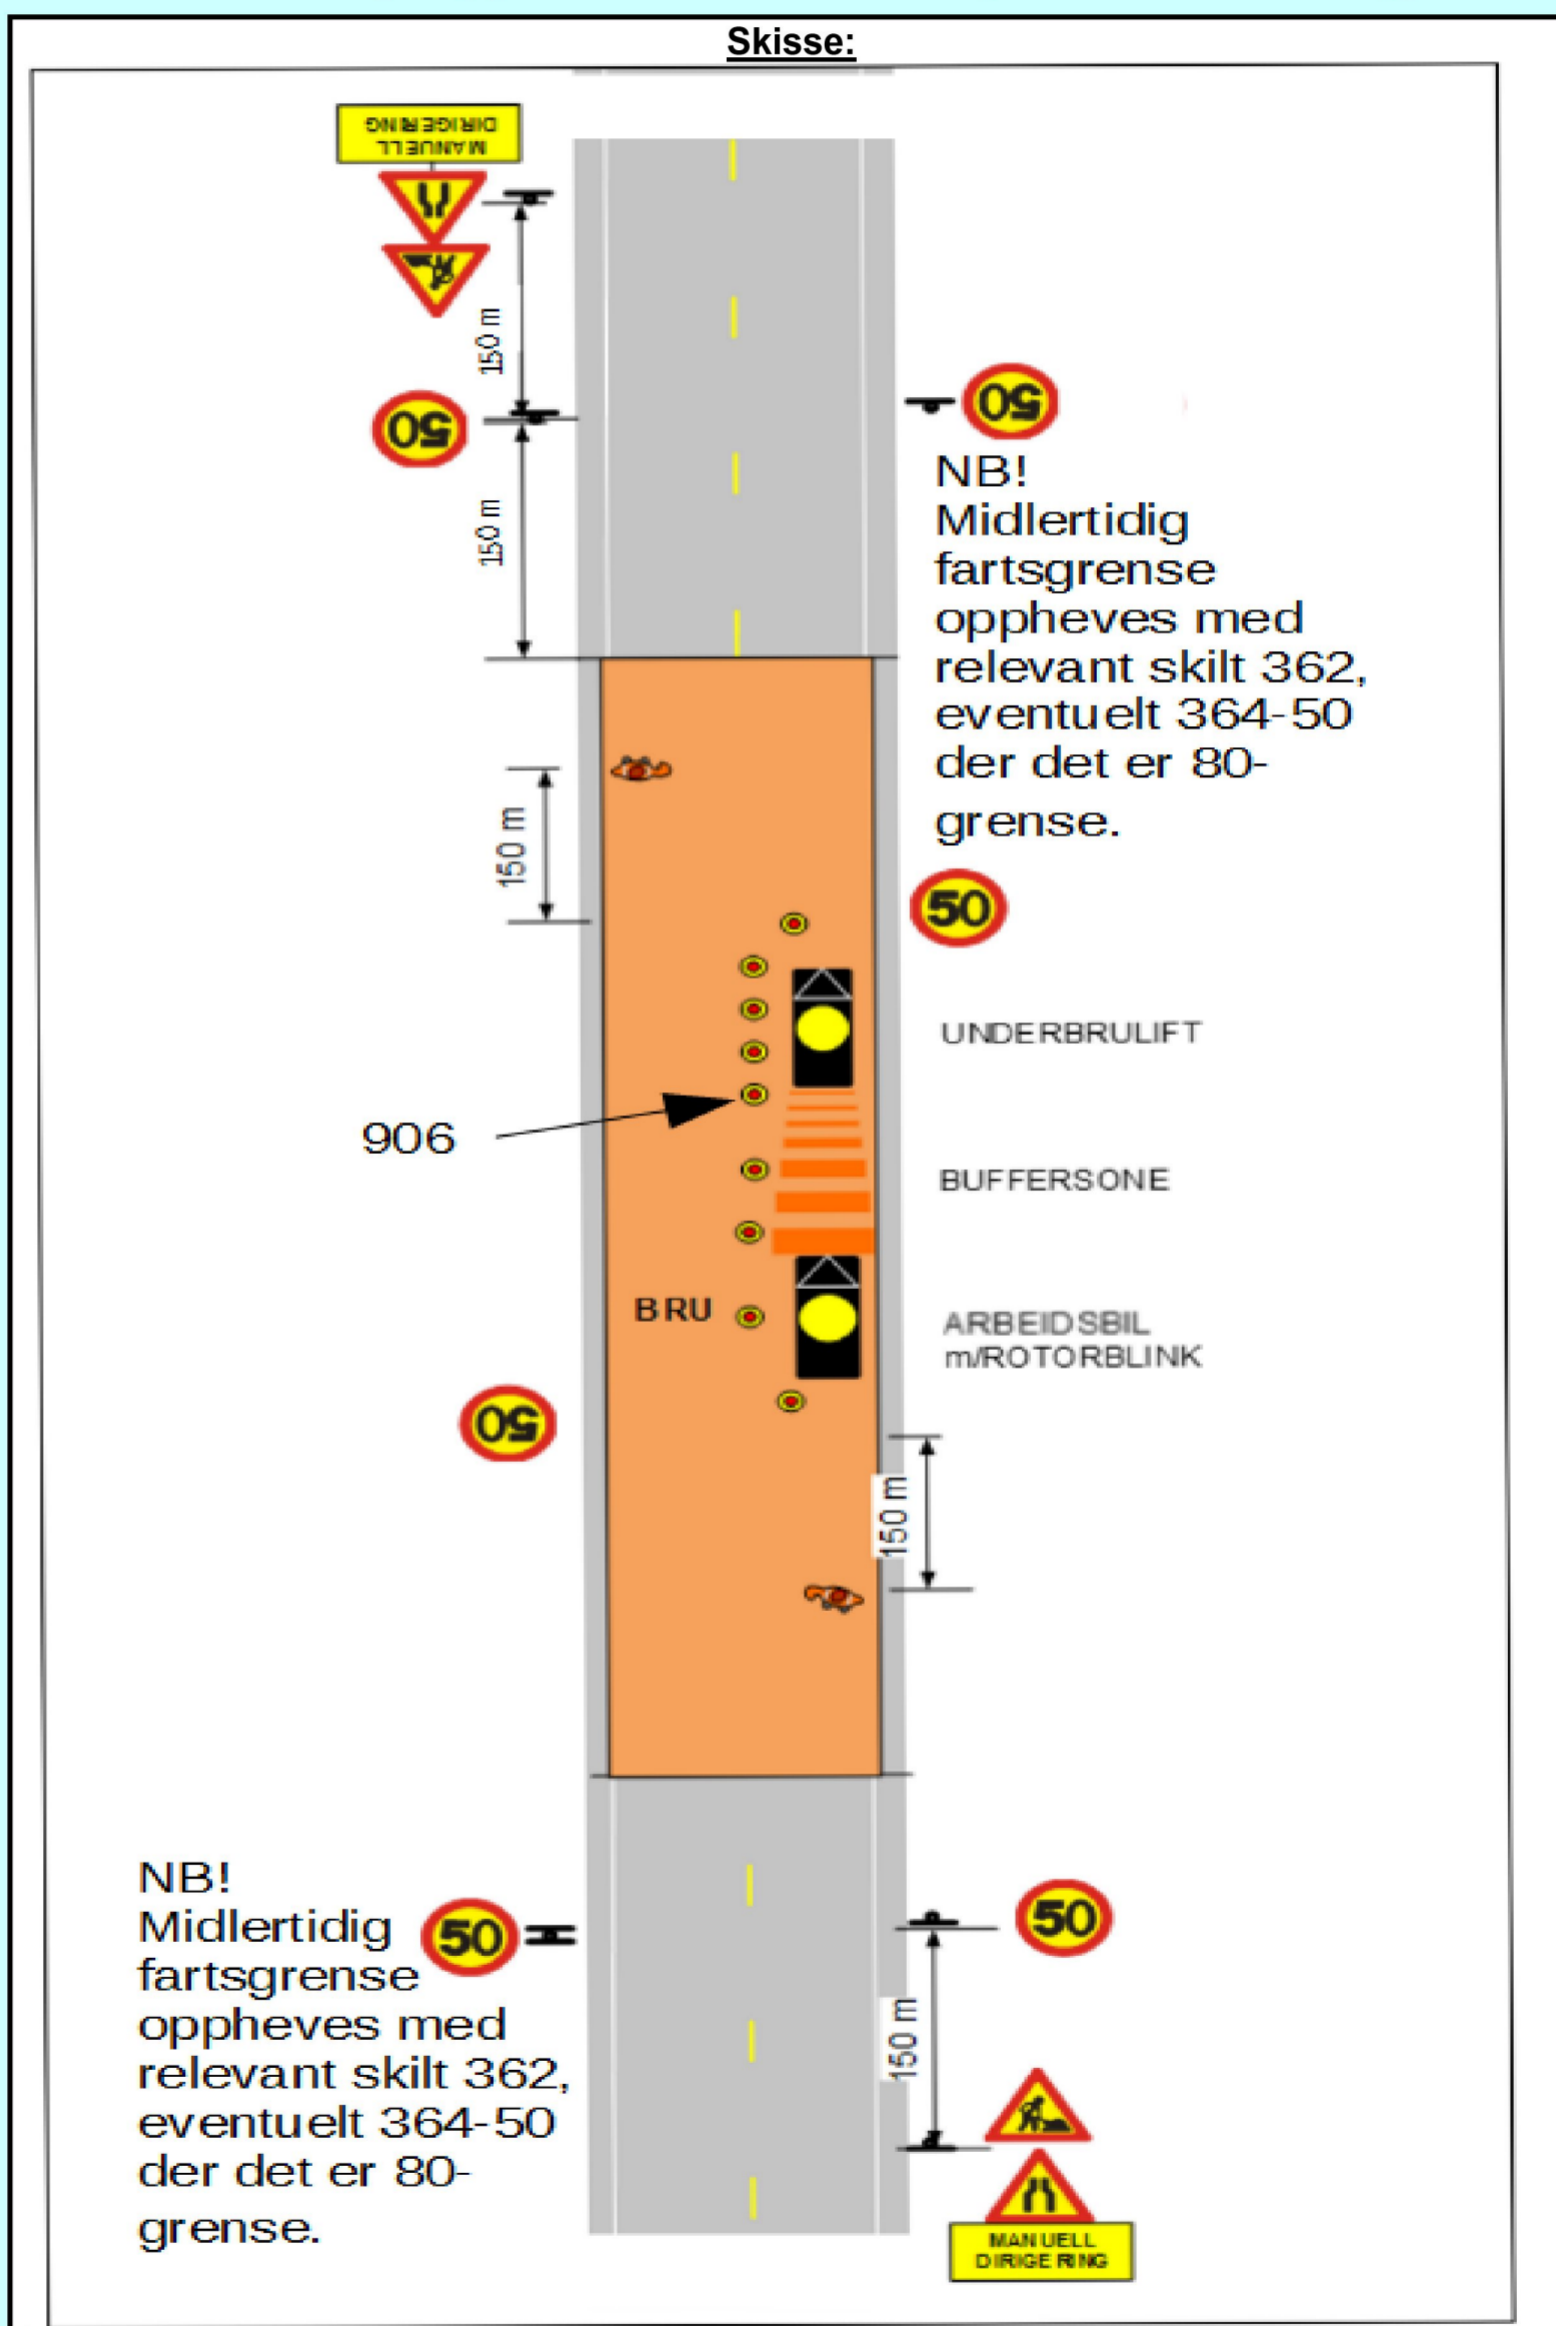 Skisse:
MANUELL
DIRIGERING
150 m
50
50
150 m
NB!
Midlertidig
fartsgrense
oppheves med
relevant skilt 362,
eventuelt 364-50
der det er 80-
grense.
150 m
50
UNDERBRULIFT
906
BUFFERSONE
BRU
ARBEIDSBIL
m/ROTORBLINK
50
150 m
NB!
Midlertidig
fartsgrense
oppheves med
relevant skilt 362,
eventuelt 364-50
der det er 80-
grense.
50
50
150 m
MANUELL
DIRIGERING